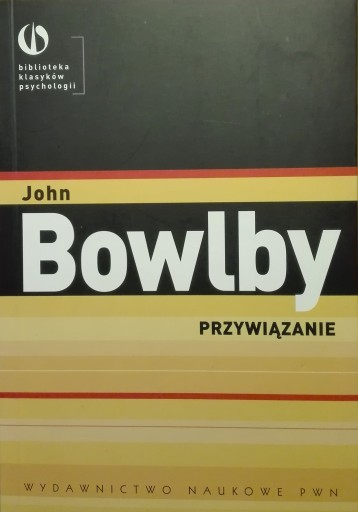 biblioteka
klasyków
psychologii
John
Bowlby
PRZYWIĄZANIE
WYDAWNICTWO NAUKOWE PWN